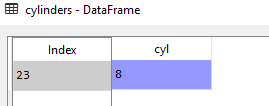 cylinders - DataFrame
Index cyl
23 8